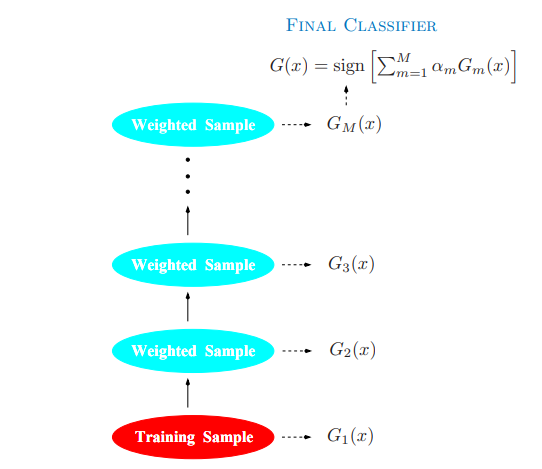 FINAL CLASSIFIER
G(x) = sign [∑_{m=1}^{M} α_m G_m(x)]
Weighted Sample G_M(x)
Weighted Sample G_3(x)
Weighted Sample G_2(x)
Training Sample G_1(x)